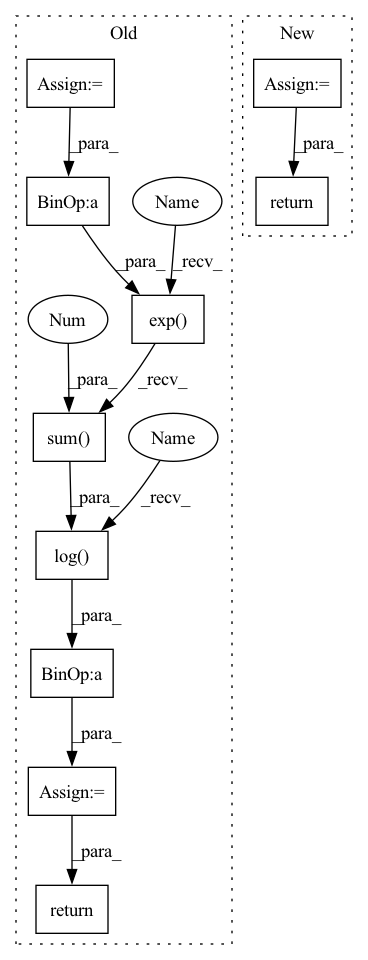 Old
New
Assign:=
Assign:=
_para_
_para_
BinOp:a
Name
return
_para_
_recv_
Num
exp()
_para_
_recv_
sum()
Name
_para_
_recv_
log()
_para_
BinOp:a
_para_
Assign:=
_para_
return